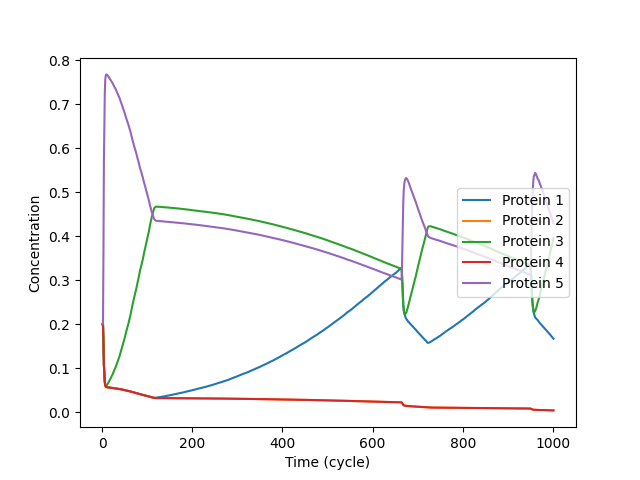 0.8
0.7
0.6
0.5
0.4
0.3
0.2
0.1
0.0
Concentration
Protein 1
Protein 2
Protein 3
Protein 4
Protein 5
0 200 400 600 800 1000
Time (cycle)